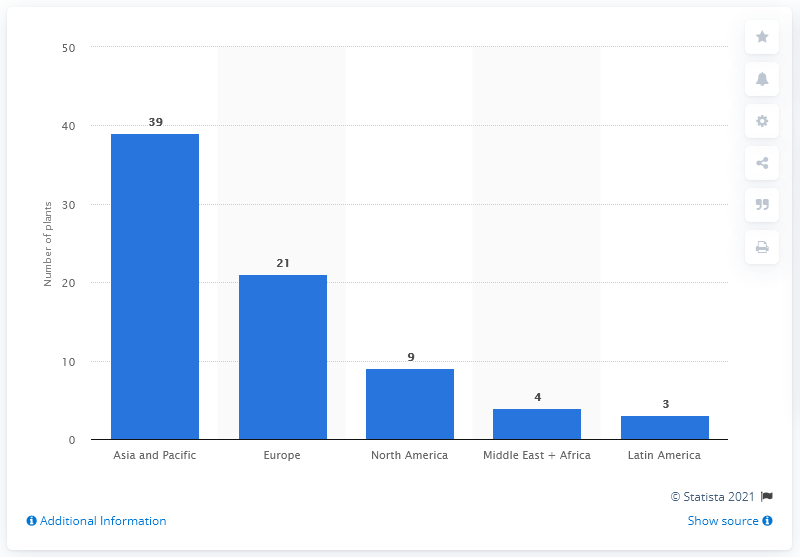 50
40
30
20
10
0
Number of plants
39
21
9
4
3
Asia and Pacific
Europe
North America
Middle East + Africa
Latin America
© Statista 2021
Additional Information
Show source